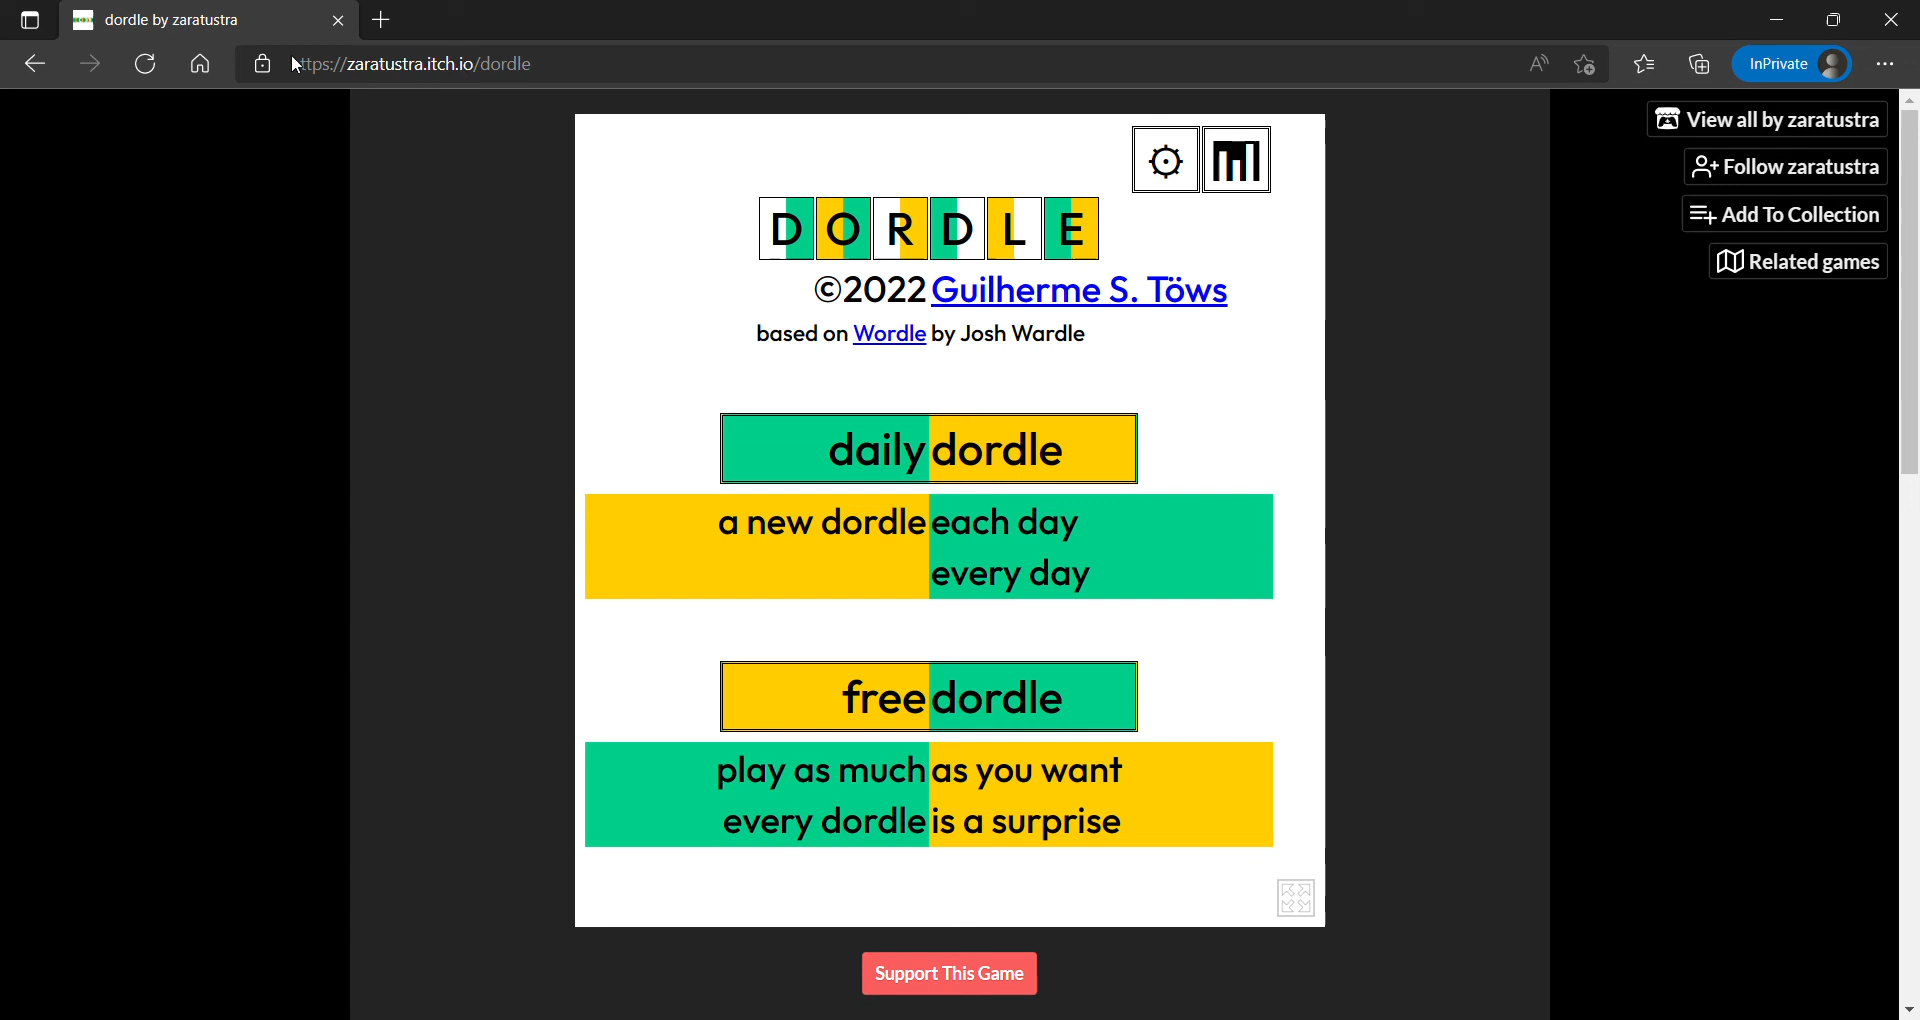 dordle by zaratustra
ttps://zaratustra.itch.io/dordle
InPrivate
View all by zaratustra
Follow zaratustra
Add To Collection
Related games
DORDLE
©2022 Guilherme S. Töws
based on Wordle by Josh Wardle
daily dordle
a new dordle each day
every day
free dordle
play as much as you want
every dordle is a surprise
Support This Game